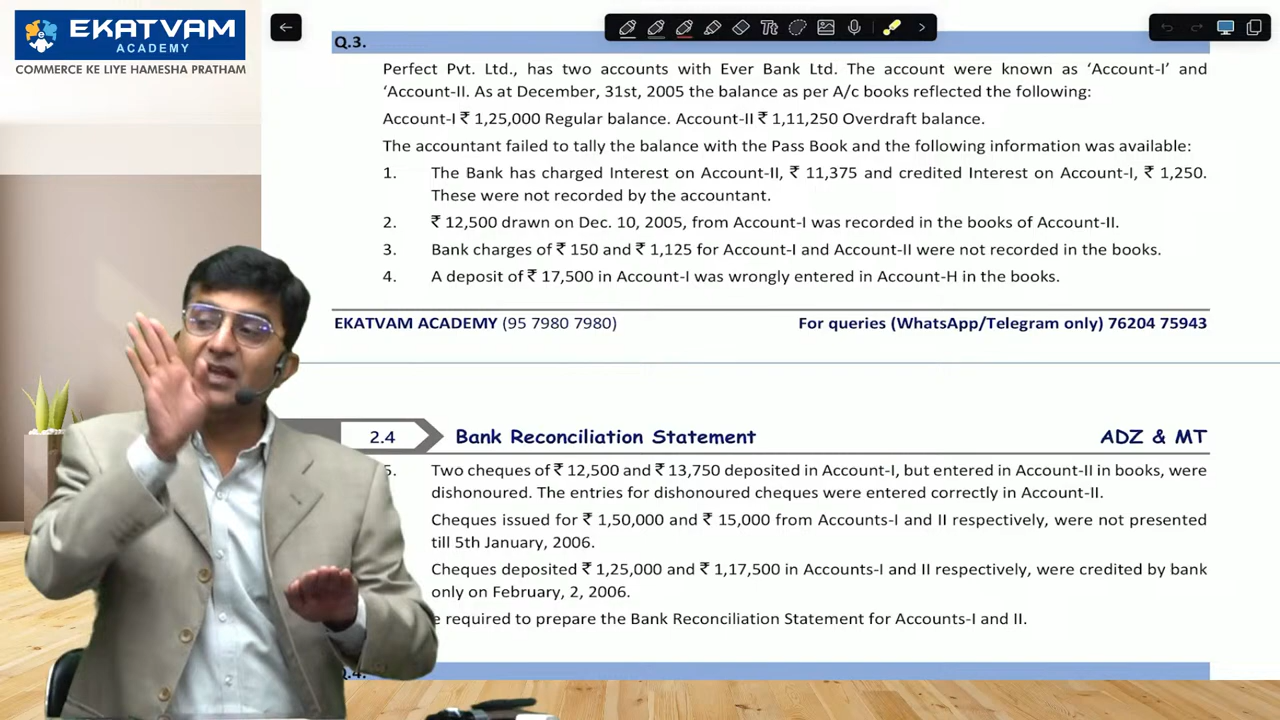 EKATVAM
ACADEMY
COMMERCE KE LIYE HAMESHA PRATHAM
Q.3.
Perfect Pvt. Ltd., has two accounts with Ever Bank Ltd. The account were known as ‘Account-I’ and
‘Account-II. As at December, 31st, 2005 the balance as per A/c books reflected the following:
Account-I ₹ 1,25,000 Regular balance. Account-II ₹ 1,11,250 Overdraft balance.
The accountant failed to tally the balance with the Pass Book and the following information was available:
1. The Bank has charged Interest on Account-II, ₹ 11,375 and credited Interest on Account-I, ₹ 1,250.
These were not recorded by the accountant.
2. ₹ 12,500 drawn on Dec. 10, 2005, from Account-I was recorded in the books of Account-II.
3. Bank charges of ₹ 150 and ₹ 1,125 for Account-I and Account-II were not recorded in the books.
4. A deposit of ₹ 17,500 in Account-I was wrongly entered in Account-H in the books.
EKATVAM ACADEMY (95 7980 7980) For queries (WhatsApp/Telegram only) 76204 75943
2.4 Bank Reconciliation Statement ADZ & MT
5. Two cheques of ₹ 12,500 and ₹ 13,750 deposited in Account-I, but entered in Account-II in books, were
dishonoured. The entries for dishonoured cheques were entered correctly in Account-II.
Cheques issued for ₹ 1,50,000 and ₹ 15,000 from Accounts-I and II respectively, were not presented
till 5th January, 2006.
Cheques deposited ₹ 1,25,000 and ₹ 1,17,500 in Accounts-I and II respectively, were credited by bank
only on February, 2, 2006.
e required to prepare the Bank Reconciliation Statement for Accounts-I and II.
Q.4.